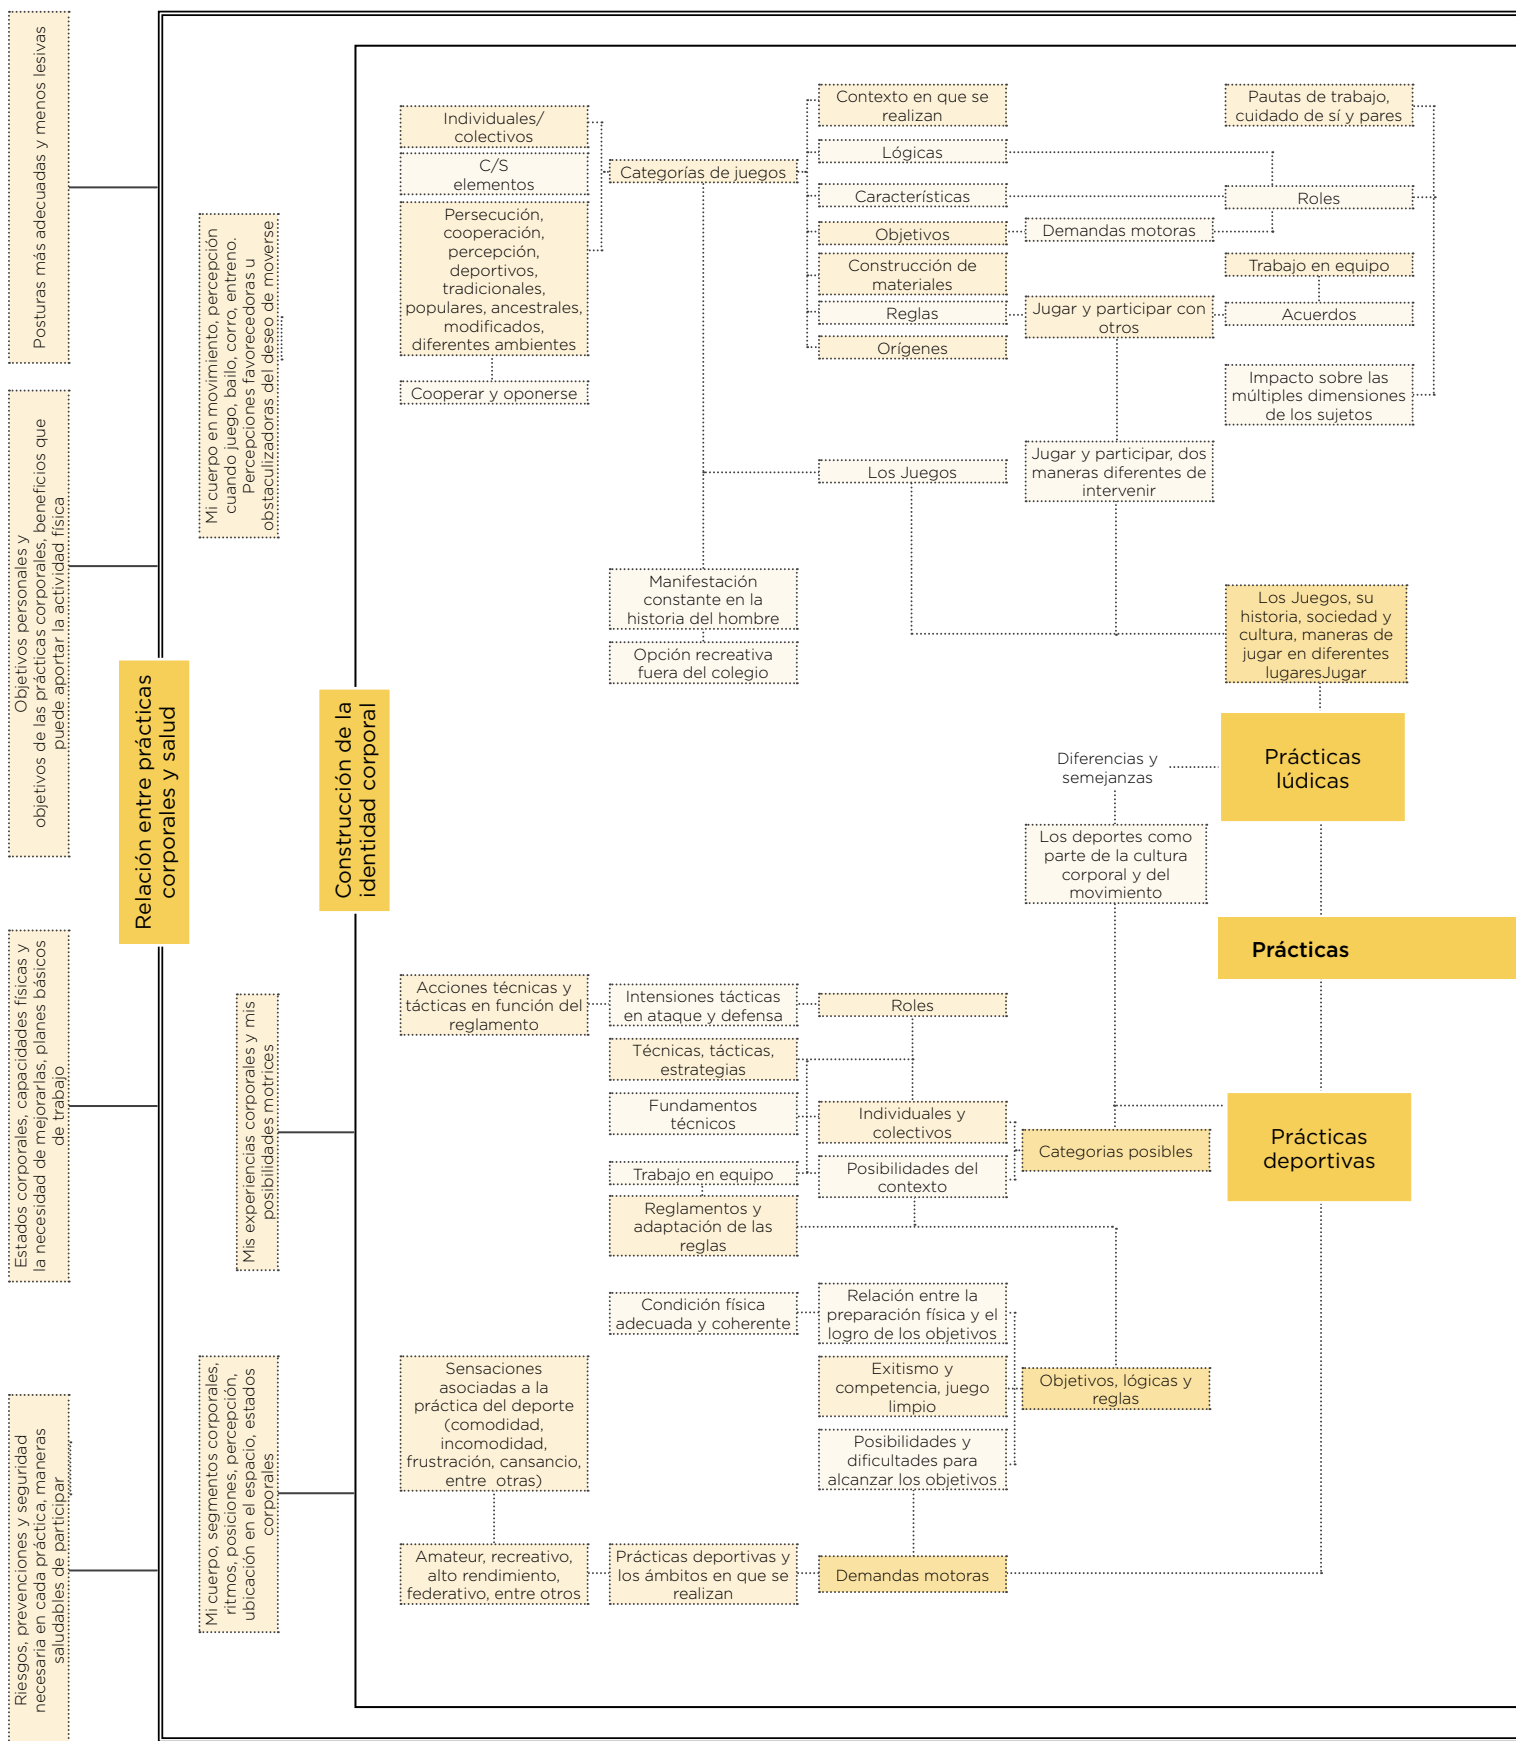 Posturas más adecuadas y menos lesivas
Objetivos personales y
objetivos de las prácticas corporales, beneficios que
puede aportar la actividad física
Estados corporales, capacidades físicas y
la necesidad de mejorarlas, planes básicos
de trabajo
Riesgos, prevenciones y seguridad
necesaria en cada práctica, maneras
saludables de participar
Relación entre prácticas
corporales y salud
Mi cuerpo en movimiento, percepción
cuando juego, bailo, corro, entreno.
Percepciones favorecedoras u
obstaculizadoras del deseo de moverse
Mis experiencias corporales y mis
posibilidades motrices
Mi cuerpo, segmentos corporales,
ritmos, posiciones, percepción,
ubicación en el espacio, estados
corporales
Construcción de la
identidad corporal
Individuales/
colectivos
C/S
elementos
Persecución,
cooperación,
percepción,
deportivos,
tradicionales,
populares, ancestrales,
modificados,
diferentes ambientes
Cooperar y oponerse
Categorías de juegos
Contexto en que se
realizan
Lógicas
Características
Objetivos
Construcción de
materiales
Reglas
Orígenes
Demandas motoras
Jugar y participar con
otros
Pautas de trabajo,
cuidado de sí y pares
Roles
Trabajo en equipo
Acuerdos
Impacto sobre las
múltiples dimensiones
de los sujetos
Los Juegos
Jugar y participar, dos
maneras diferentes de
intervenir
Manifestación
constante en la
historia del hombre
Opción recreativa
fuera del colegio
Los Juegos, su
historia, sociedad y
cultura, maneras de
jugar en diferentes
lugaresJugar
Prácticas
lúdicas
Diferencias y
semejanzas
Los deportes como
parte de la cultura
corporal y del
movimiento
Prácticas
Acciones técnicas y
tácticas en función del
reglamento
Intensiones tácticas
en ataque y defensa
Roles
Técnicas, tácticas,
estrategias
Fundamentos
técnicos
Individuales y
colectivos
Trabajo en equipo
Posibilidades del
contexto
Categorias posibles
Prácticas
deportivas
Reglamentos y
adaptación de las
reglas
Condición física
adecuada y coherente
Relación entre la
preparación física y el
logro de los objetivos
Exitismo y
competencia, juego
limpio
Posibilidades y
dificultades para
alcanzar los objetivos
Objetivos, lógicas y
reglas
Sensaciones
asociadas a la
práctica del deporte
(comodidad,
incomodidad,
frustración, cansancio,
entre otras)
Amateur, recreativo,
alto rendimiento,
federativo, entre otros
Prácticas deportivas y
los ámbitos en que se
realizan
Demandas motoras